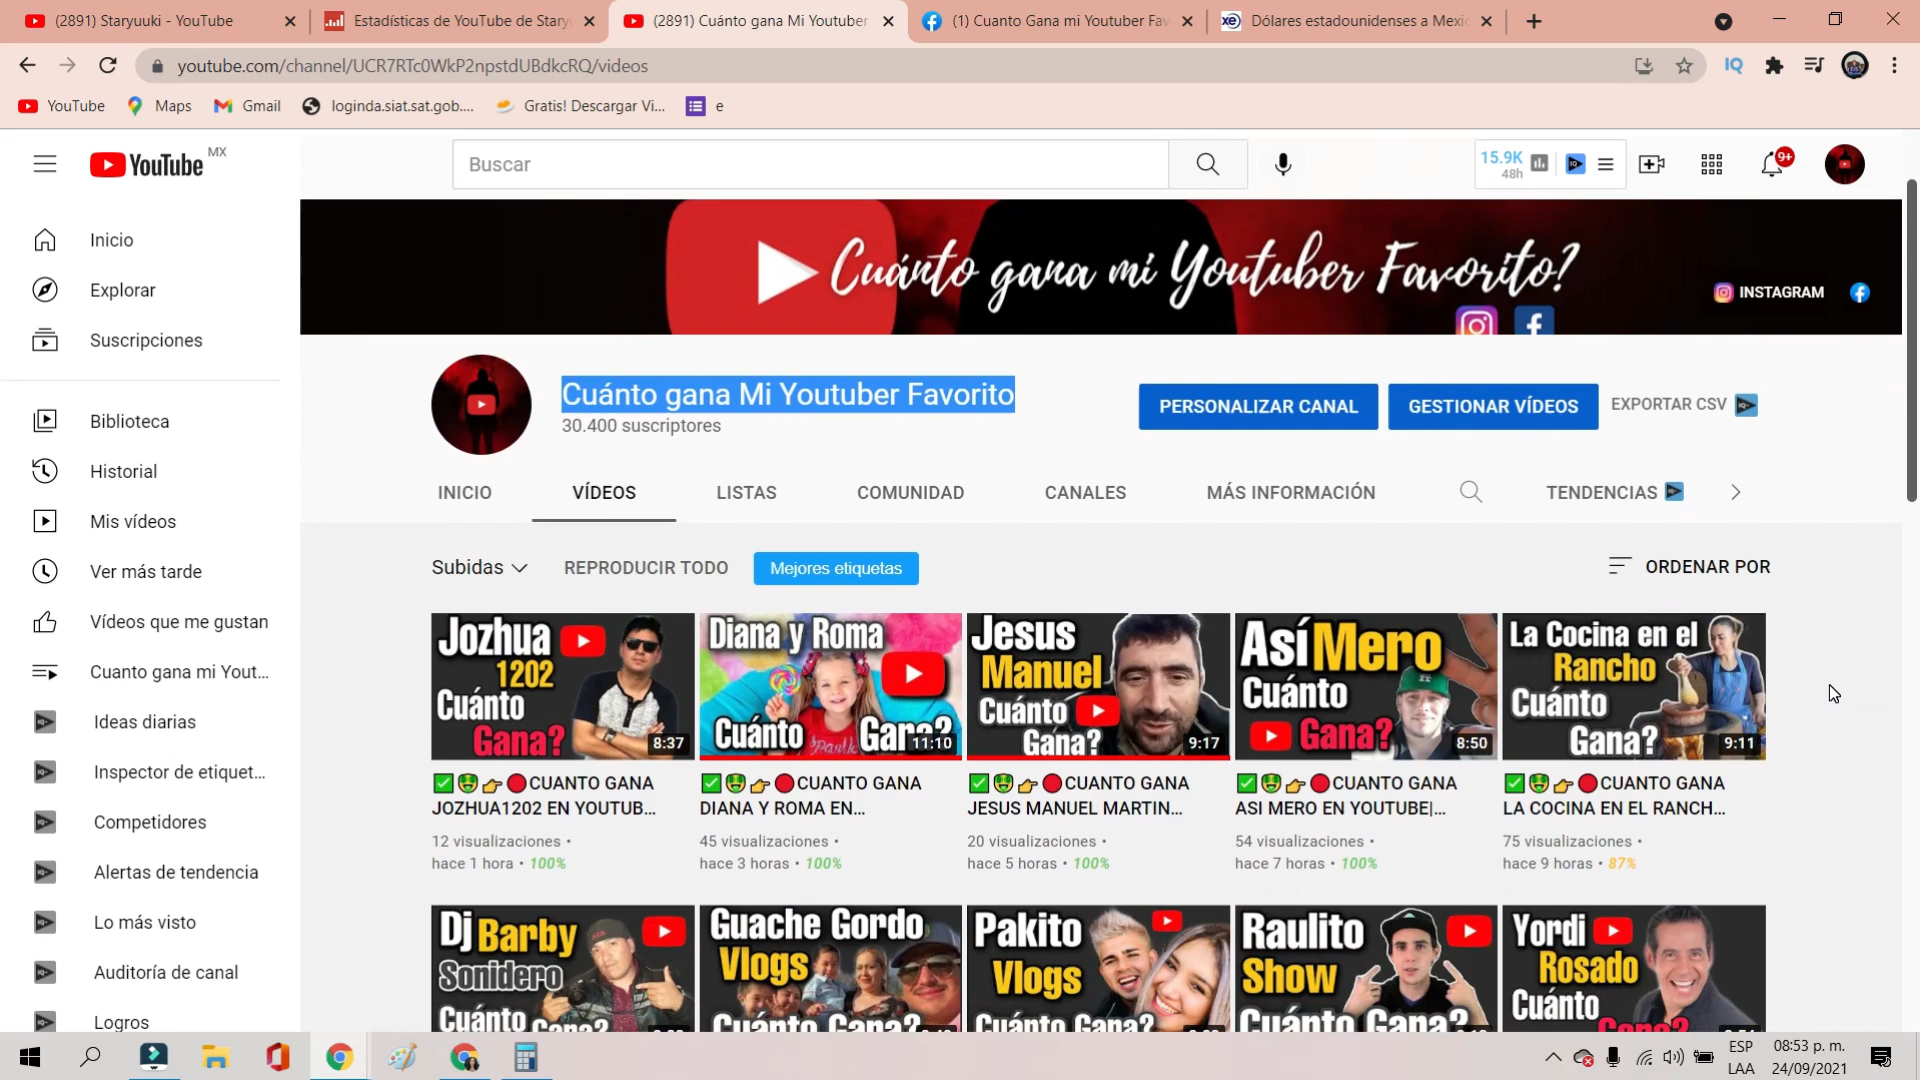 (2891) Staryuuki - YouTube
Estadísticas de YouTube de Stary
(2891) Cuánto gana Mi Youtuber
(1) Cuanto Gana mi Youtuber Fav
Dólares estadounidenses a Mexic
youtube.com/channel/UCR7RTc0WkP2npstdUBdkcRQ/videos
YouTube
Maps
Gmail
loginda.siat.sat.gob....
Gratis! Descargar Vi...
e
YouTube MX
Buscar
15.9K
48h
9+
Inicio
Explorar
Suscripciones
Biblioteca
Historial
Mis vídeos
Ver más tarde
Vídeos que me gustan
Cuanto gana mi Yout...
Ideas diarias
Inspector de etiquet...
Competidores
Alertas de tendencia
Lo más visto
Auditoría de canal
Logros
Cuánto gana mi Youtuber Favorito?
INSTAGRAM
Cuánto gana Mi Youtuber Favorito
30.400 suscriptores
PERSONALIZAR CANAL
GESTIONAR VÍDEOS
EXPORTAR CSV
INICIO
VÍDEOS
LISTAS
COMUNIDAD
CANALES
MÁS INFORMACIÓN
TENDENCIAS
Subidas
REPRODUCIR TODO
Mejores etiquetas
ORDENAR POR
Jozhua
1202
Cuánto
Gana?
8:37
Diana y Roma
Cuánto Gana?
11:10
Jesus
Manuel
Cuánto
Gana?
9:17
Así Mero
Cuánto
Gana?
8:50
La Cocina en el
Rancho
Cuánto
Gana?
9:11
✅🤑👉🔴CUANTO GANA
JOZHUA1202 EN YOUTUB...
12 visualizaciones •
hace 1 hora • 100%
✅🤑👉🔴CUANTO GANA
DIANA Y ROMA EN...
45 visualizaciones •
hace 3 horas • 100%
✅🤑👉🔴CUANTO GANA
JESUS MANUEL MARTIN...
20 visualizaciones •
hace 5 horas • 100%
✅🤑👉🔴CUANTO GANA
ASI MERO EN YOUTUBE|...
54 visualizaciones •
hace 7 horas • 100%
✅🤑👉🔴CUANTO GANA
LA COCINA EN EL RANCH...
75 visualizaciones •
hace 9 horas • 87%
Dj Barby
Sonidero
Cuánto Gana?
Guache Gordo
Vlogs
Cuánto Gana?
Pakito
Vlogs
Cuánto Gana?
Raulito
Show
Cuánto Gana?
Yordi
Rosado
Cuánto
Gana?
ESP
LAA
08:53 p. m.
24/09/2021